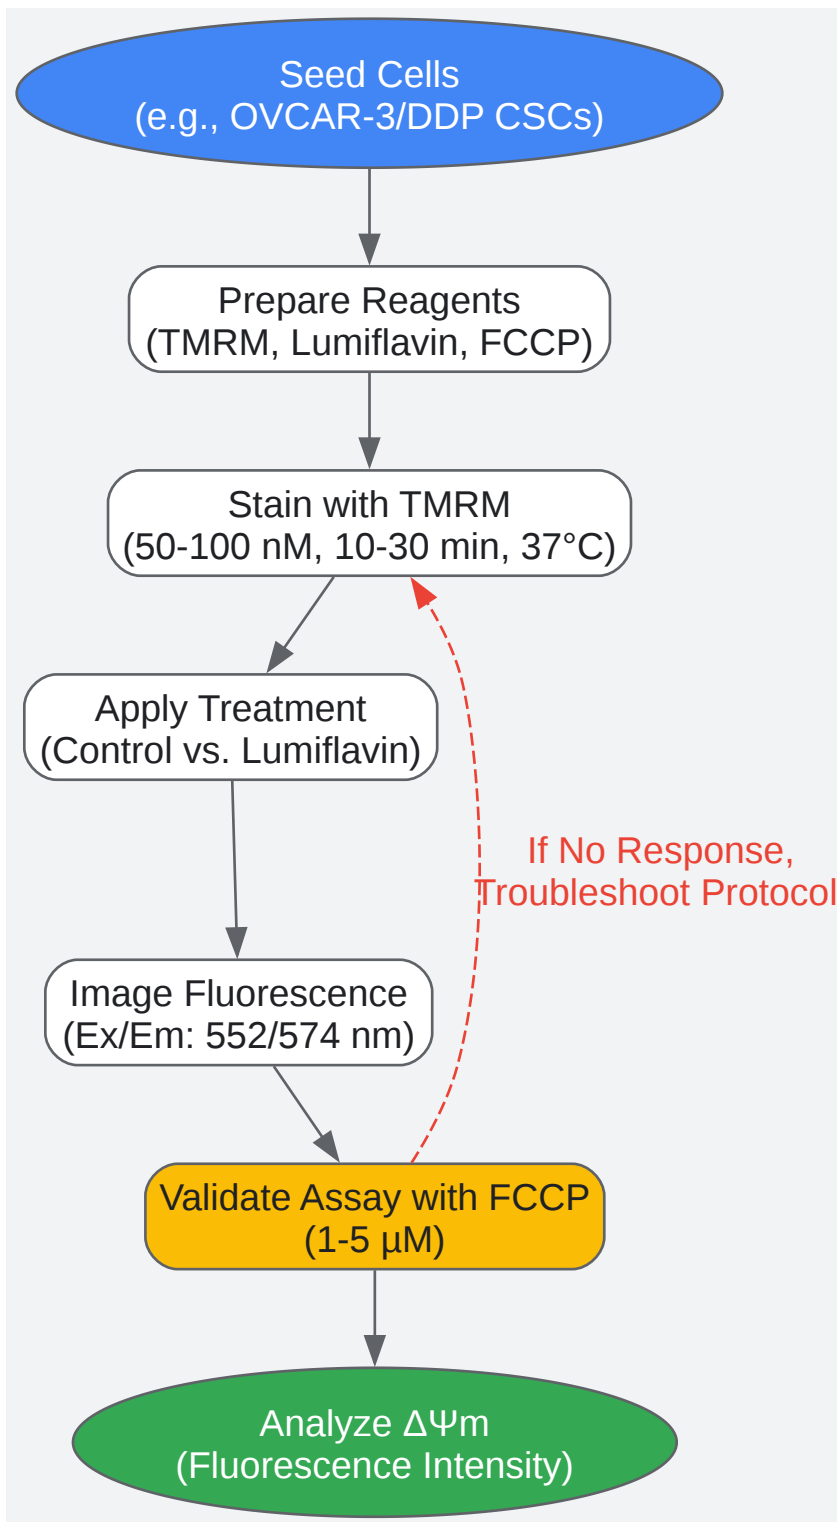 Seed Cells
(e.g., OVCAR-3/DDP CSCs)
Prepare Reagents
(TMRM, Lumiflavin, FCCP)
Stain with TMRM
(50-100 nM, 10-30 min, 37°C)
Apply Treatment
(Control vs. Lumiflavin)
If No Response,
Troubleshoot Protocol
Image Fluorescence
(Ex/Em: 552/574 nm)
Validate Assay with FCCP
(1-5 µM)
Analyze ΔΨm
(Fluorescence Intensity)